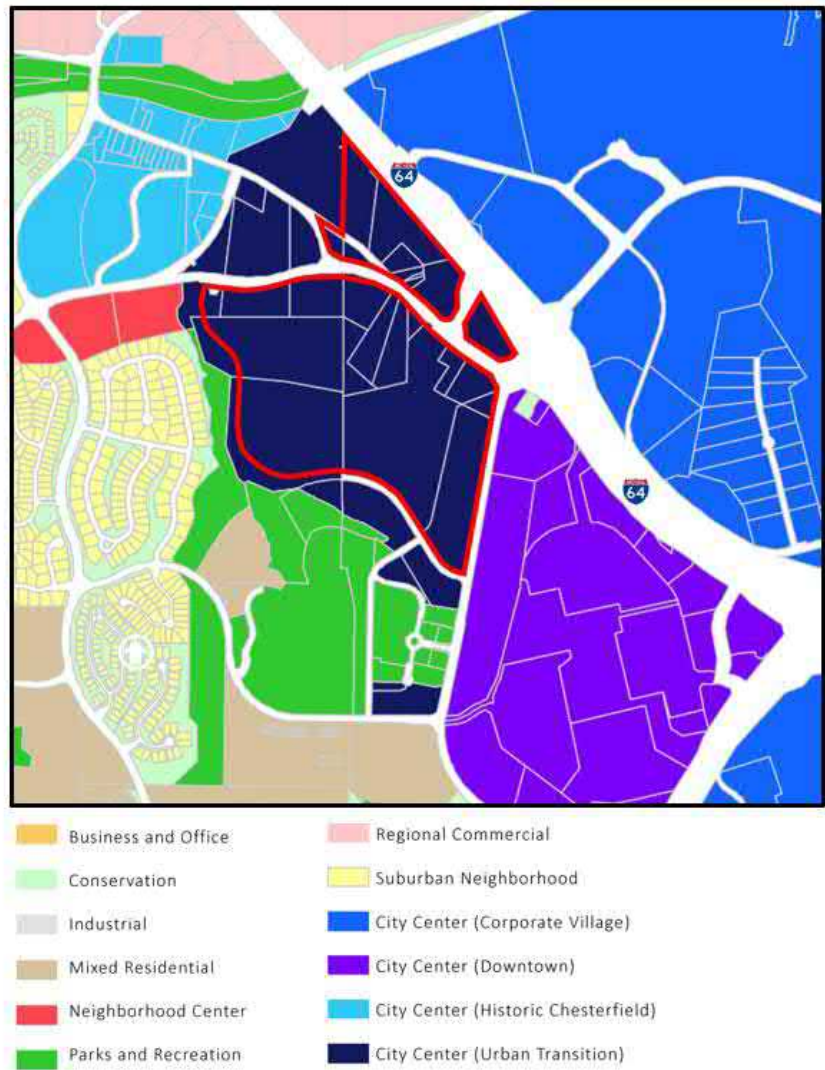 64
64
Business and Office
Conservation
Industrial
Mixed Residential
Neighborhood Center
Parks and Recreation
Regional Commercial
Suburban Neighborhood
City Center (Corporate Village)
City Center (Downtown)
City Center (Historic Chesterfield)
City Center (Urban Transition)